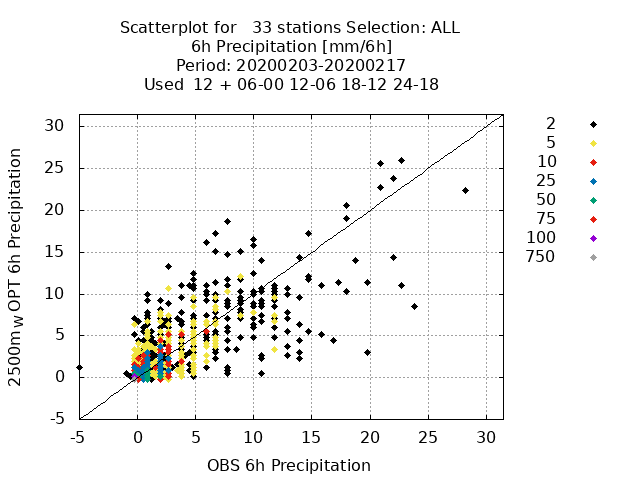 Scatterplot for   33 stations Selection: ALL
6h Precipitation [mm/6h]
Period: 20200203-20200217
Used  12 + 06-00 12-06 18-12 24-18
2
5
10
25
50
75
100
750
30
25
20
15
10
5
0
-5
-5 0 5 10 15 20 25 30
2500mW OPT 6h Precipitation
OBS 6h Precipitation